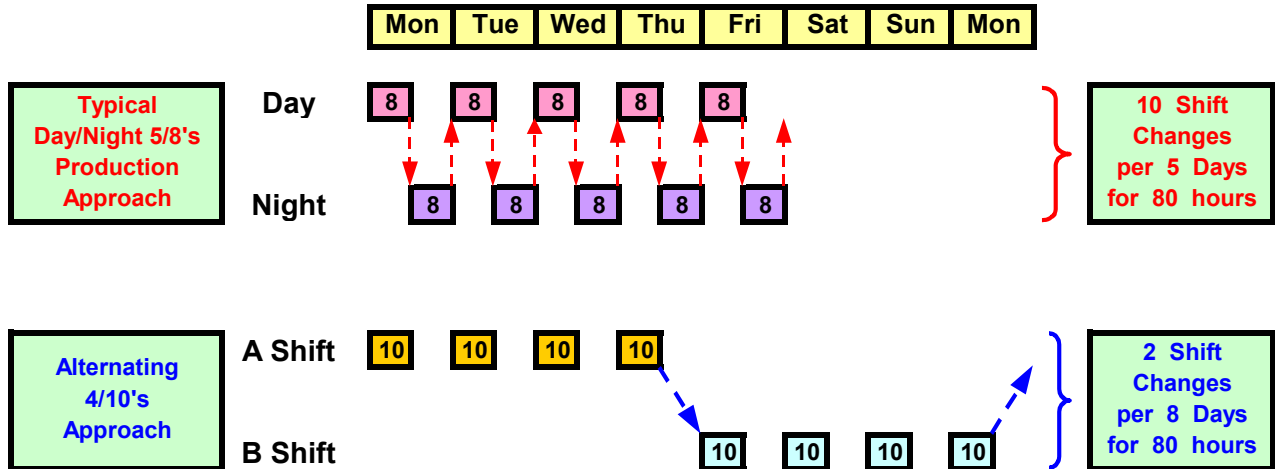 Mon Tue Wed Thu Fri Sat Sun Mon
Typical
Day/Night 5/8's
Production
Approach
Day
8 8 8 8 8
Night
8 8 8 8 8
10 Shift
Changes
per 5 Days
for 80 hours
Alternating
4/10's
Approach
A Shift
10 10 10 10
B Shift
10 10 10 10
2 Shift
Changes
per 8 Days
for 80 hours